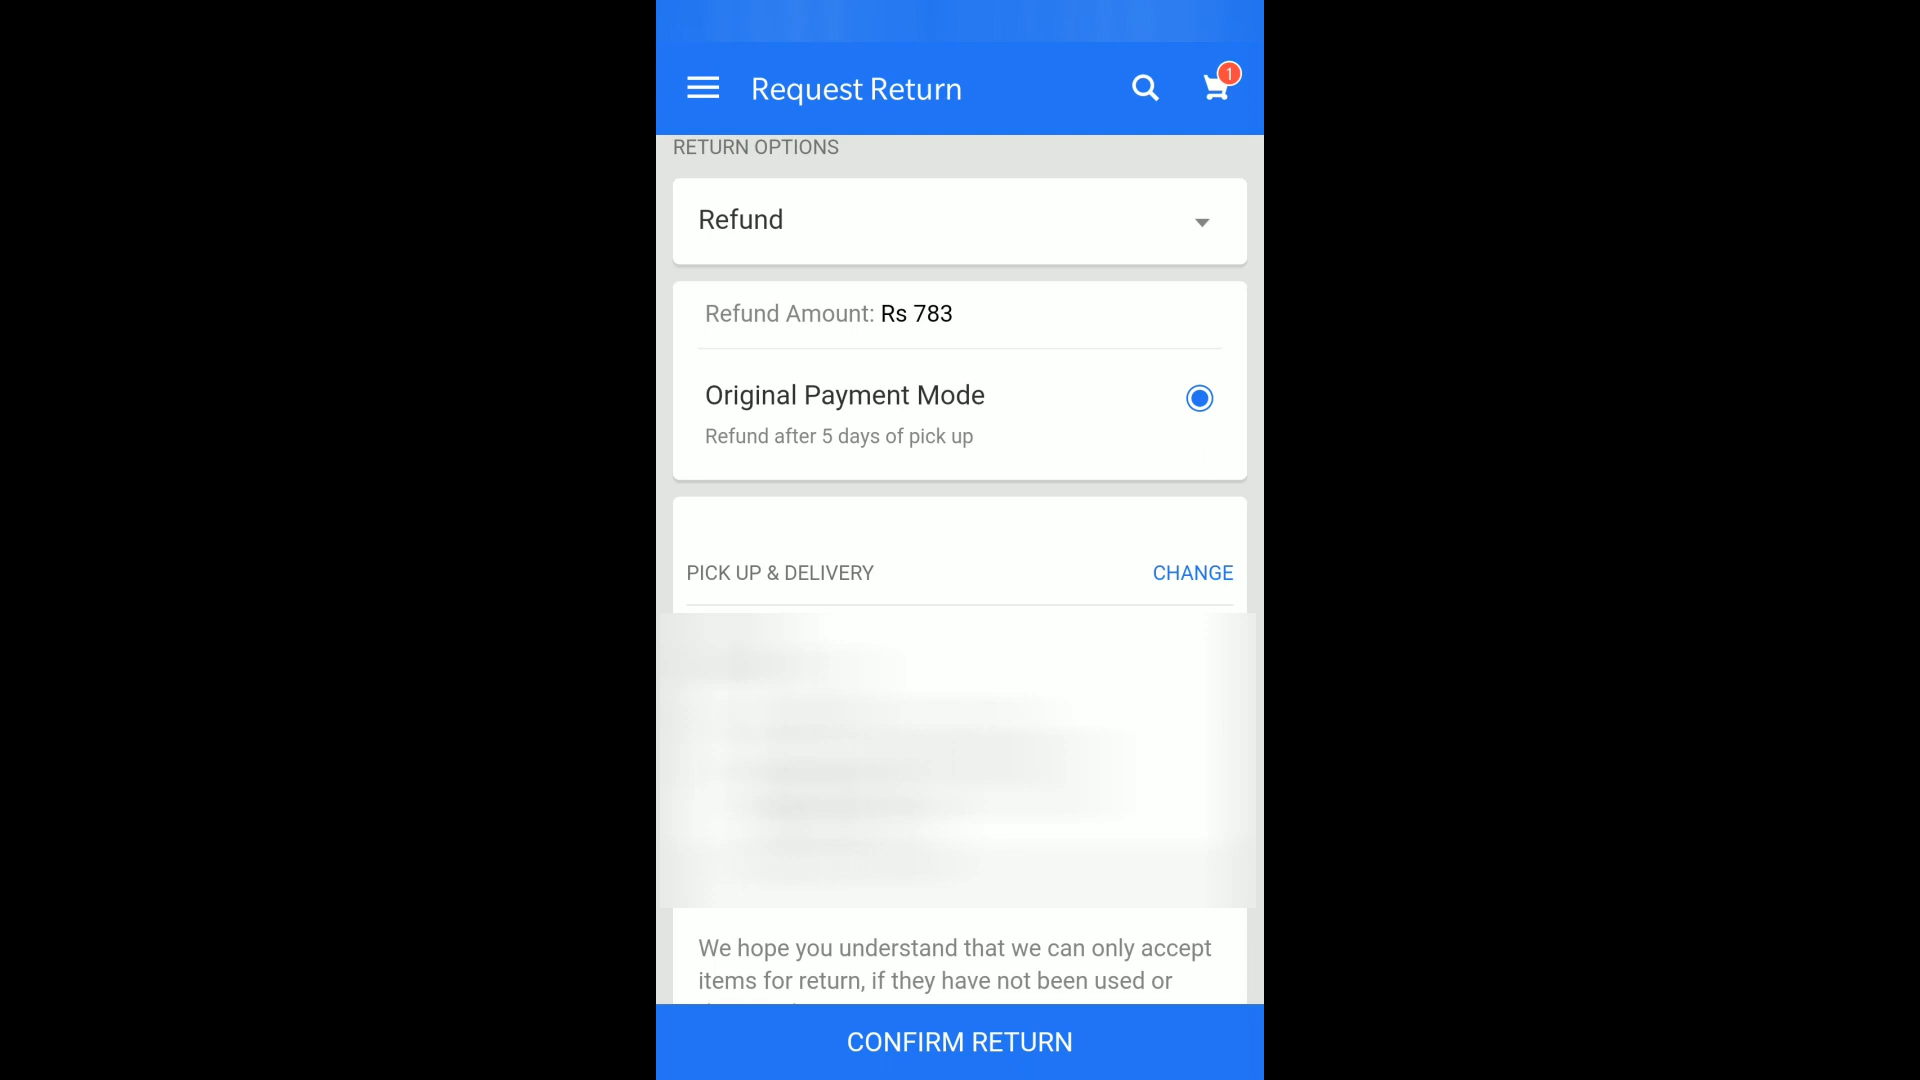 Request Return
1
RETURN OPTIONS
Refund
Refund Amount: Rs 783
Original Payment Mode
Refund after 5 days of pick up
PICK UP & DELIVERY
CHANGE
We hope you understand that we can only accept
items for return, if they have not been used or
CONFIRM RETURN